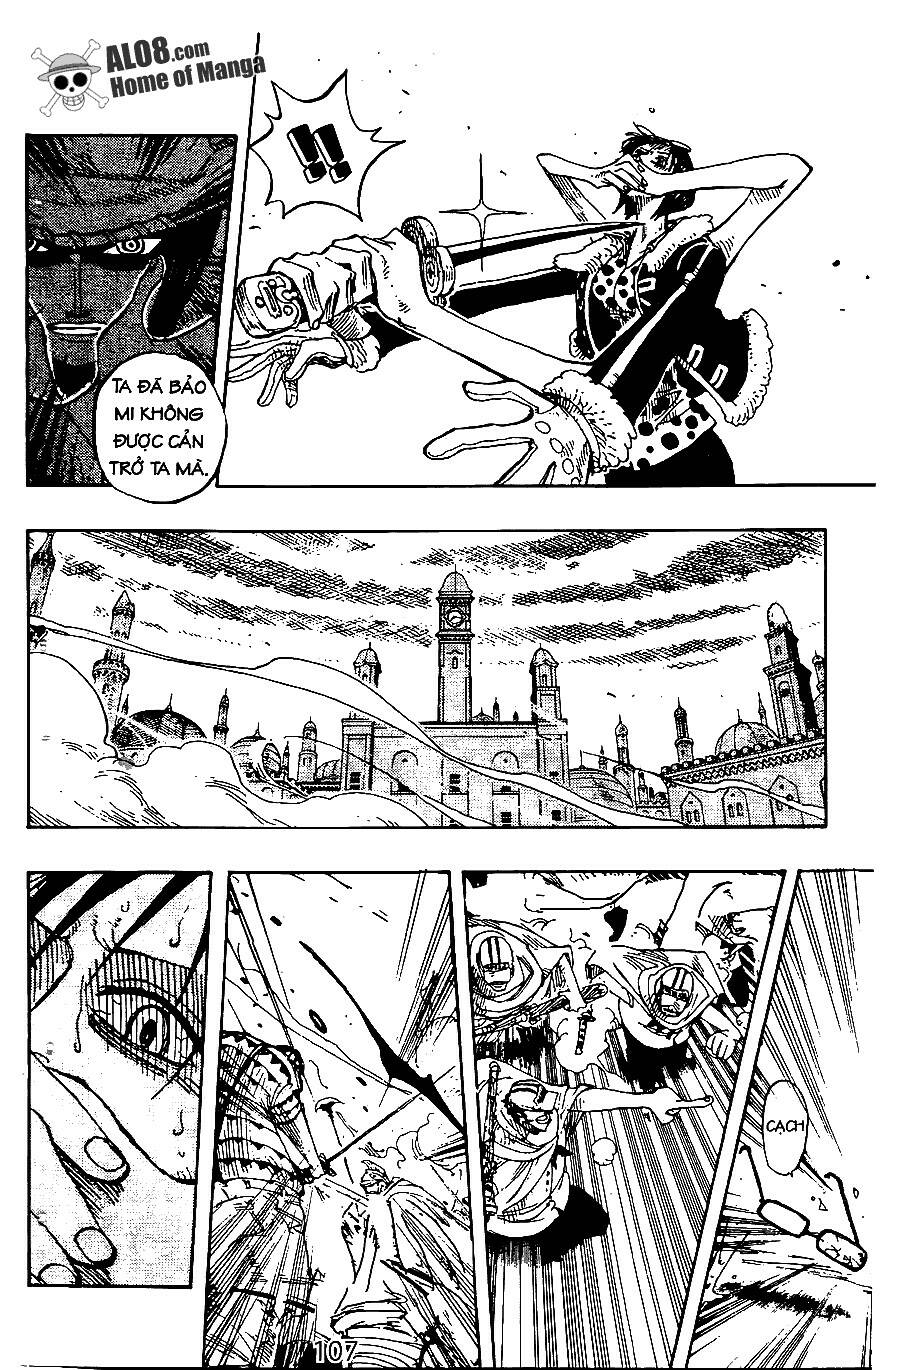 ALO8.com
Home of Manga
!!
TA ĐÃ BẢO
MI KHÔNG
ĐƯỢC CẢN
TRỞ TA MÀ.
CẠCH
107